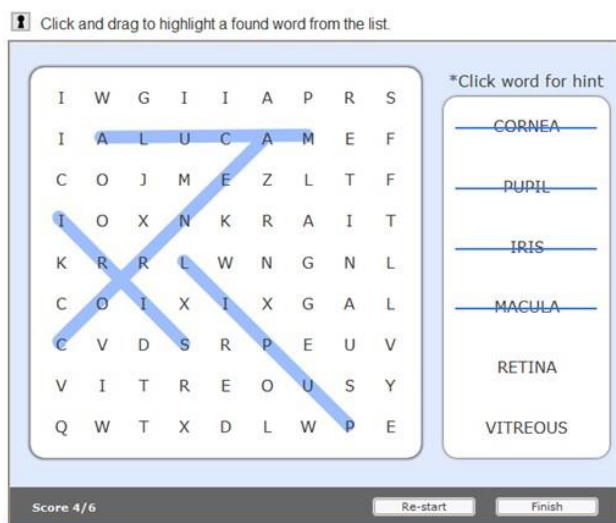 Click and drag to highlight a found word from the list.
*Click word for hint
I W G I I A P R S
I A L U C A M E F
C O J M E Z L T F
I O X N K R A I T
K R R L W N G N L
C O I X I X G A L
C V D S R P E U V
V I T R E O U S Y
Q W T X D L W P E
CORNEA
PUPIL
IRIS
MACULA
RETINA
VITREOUS
Score 4/6
Re-start
Finish